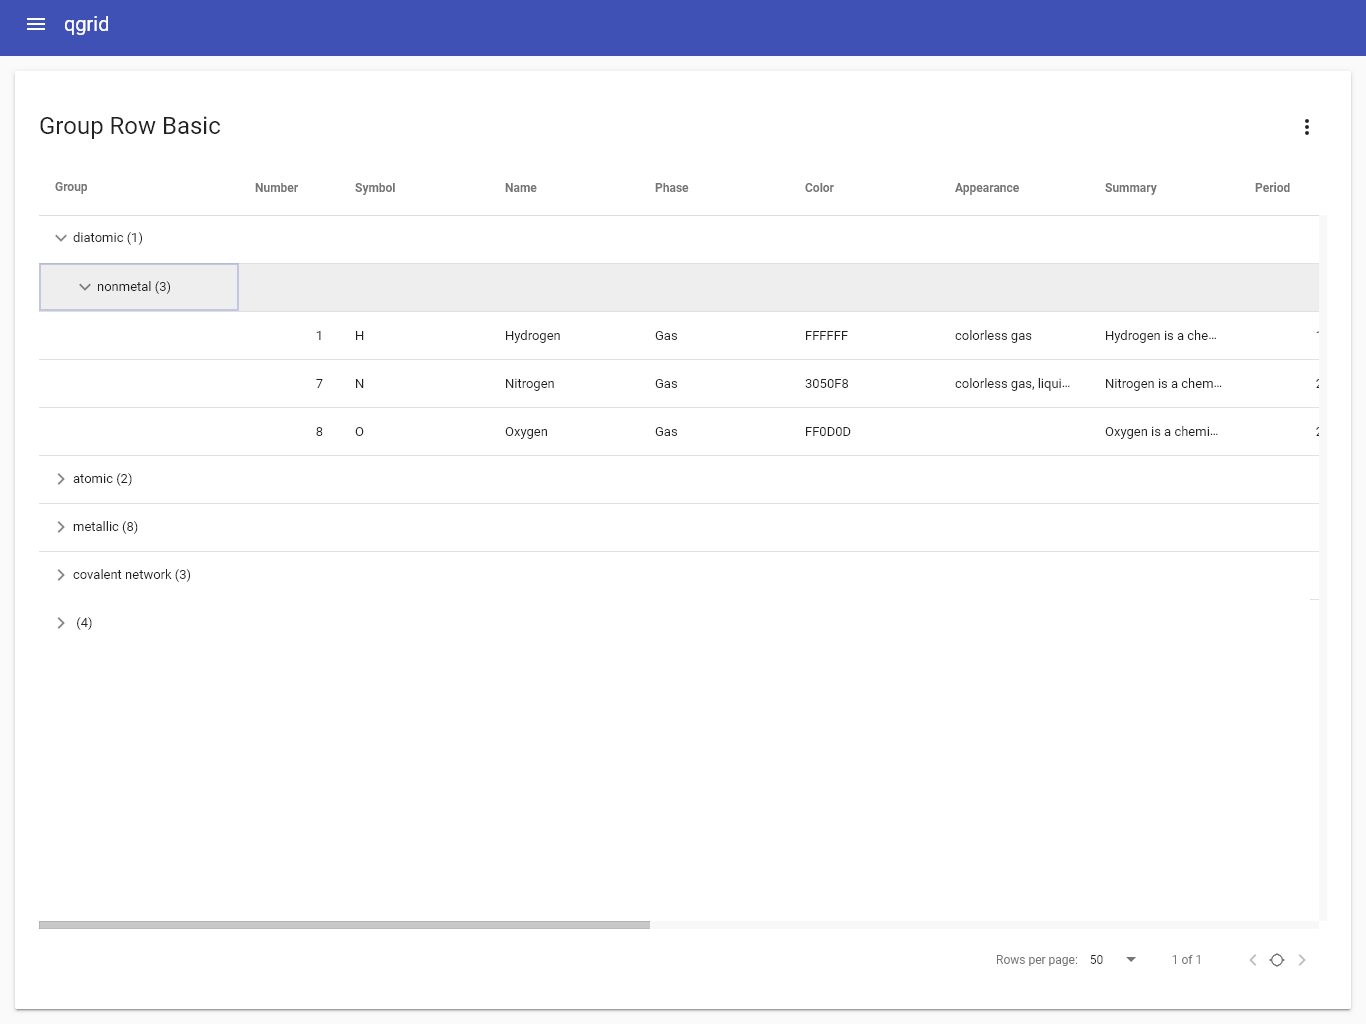 qgrid
Group Row Basic
Group Number Symbol Name Phase Color Appearance Summary Period
diatomic (1)
nonmetal (3)
1 H Hydrogen Gas FFFFFF colorless gas Hydrogen is a che…
7 N Nitrogen Gas 3050F8 colorless gas, liqui… Nitrogen is a chem…
8 O Oxygen Gas FF0D0D Oxygen is a chemi…
atomic (2)
metallic (8)
covalent network (3)
(4)
Rows per page: 50 1 of 1